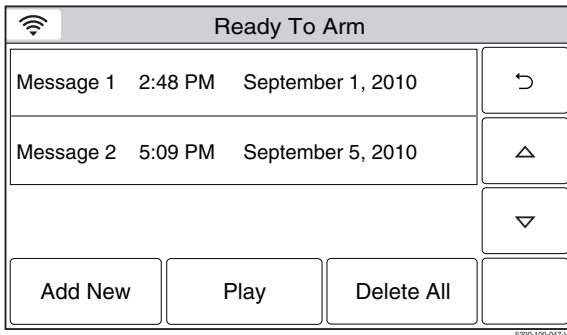 Ready To Arm
Message 1 2:48 PM September 1, 2010
Message 2 5:09 PM September 5, 2010
Add New Play Delete All